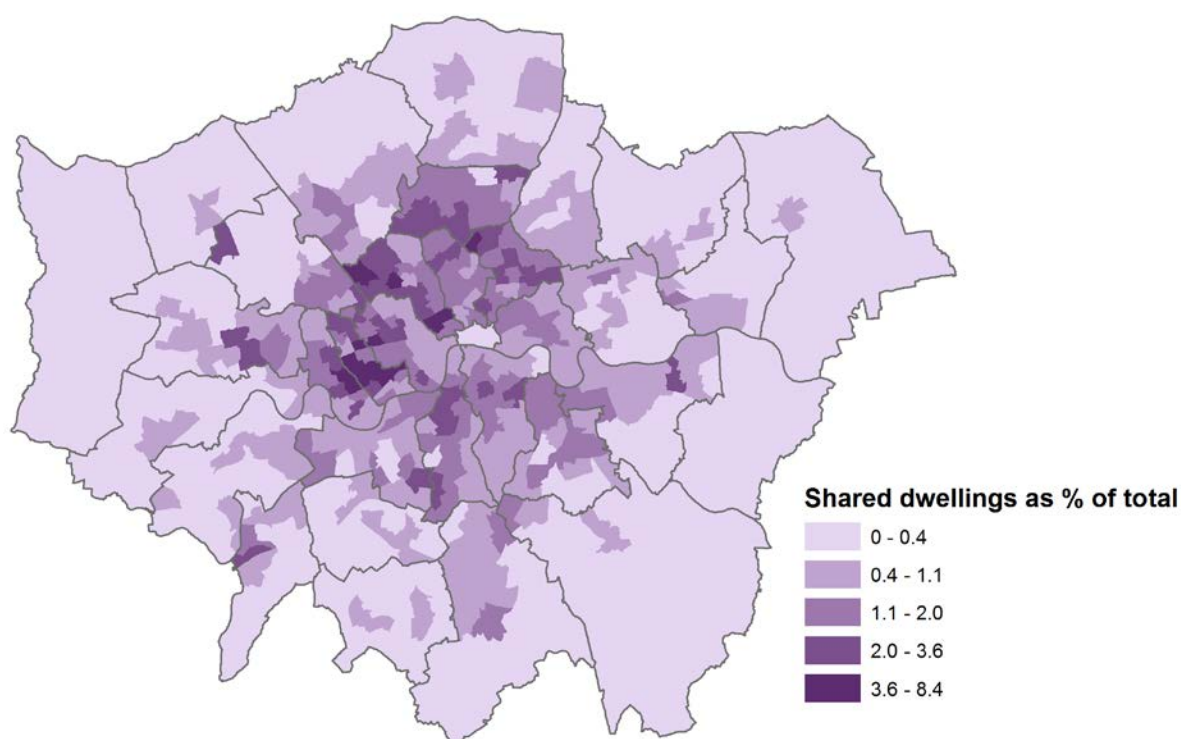 Shared dwellings as % of total
0 - 0.4
0.4 - 1.1
1.1 - 2.0
2.0 - 3.6
3.6 - 8.4